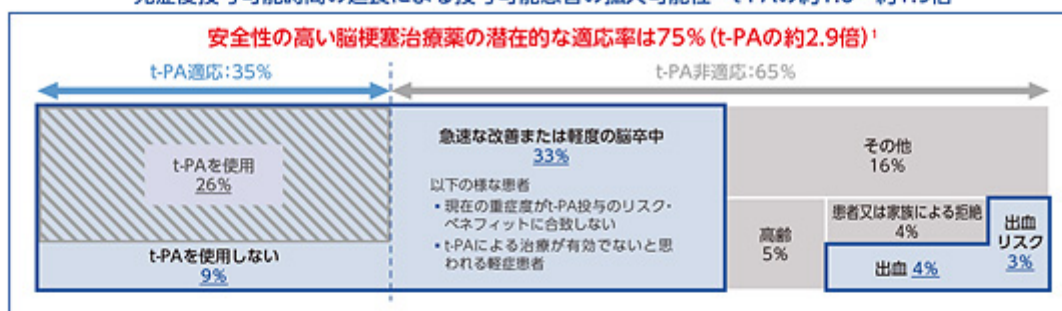 安全性の高い脳梗塞治療薬の潜在的な適応率は75%(t-PAの約2.9倍)¹
t-PA適応:35%
t-PA非適応:65%
t-PAを使用
26%
t-PAを使用しない
9%
急速な改善または軽度の脳卒中
33%
以下の様な患者
• 現在の重症度がt-PA投与のリスク・
ベネフィットに合致しない
• t-PAによる治療が有効でないと思
われる軽症患者
その他
16%
高齢
5%
患者又は家族による拒絶
4%
出血 4%
出血
リスク
3%